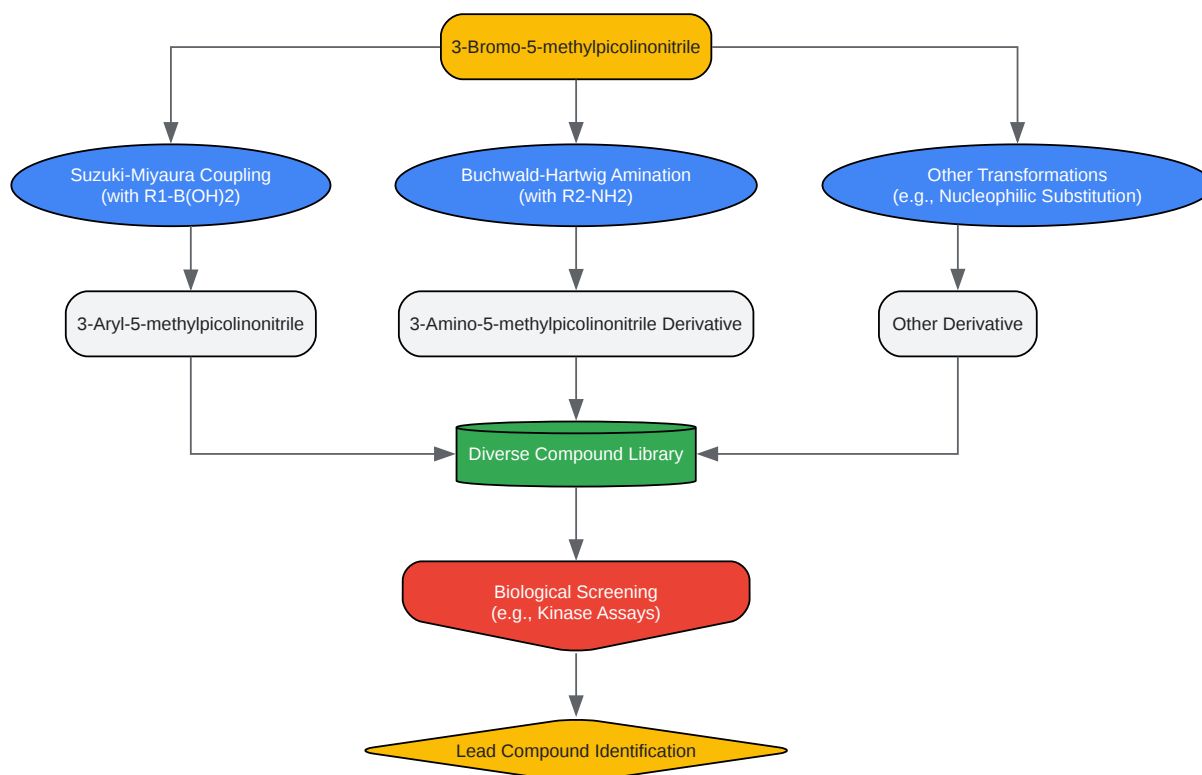 3-Bromo-5-methylpicolinonitrile
Suzuki-Miyaura Coupling
(with R1-B(OH)2)
Buchwald-Hartwig Amination
(with R2-NH2)
Other Transformations
(e.g., Nucleophilic Substitution)
3-Aryl-5-methylpicolinonitrile
3-Amino-5-methylpicolinonitrile Derivative
Other Derivative
Diverse Compound Library
Biological Screening
(e.g., Kinase Assays)
Lead Compound Identification